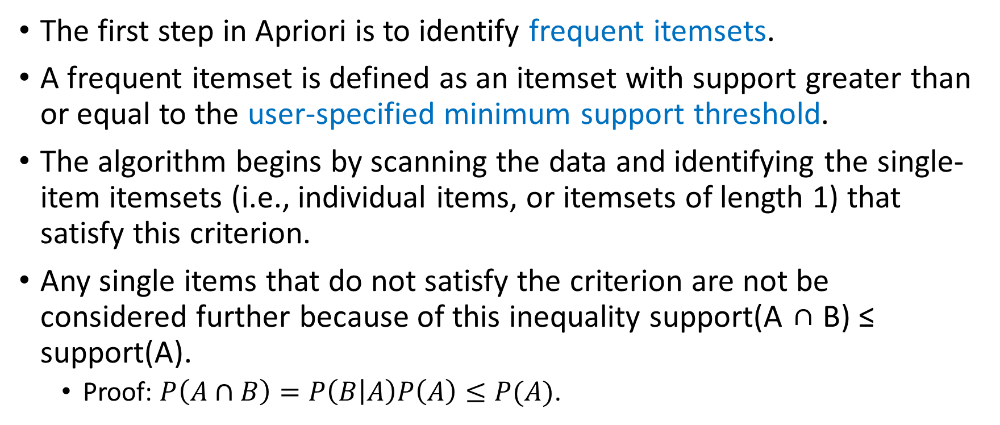 • The first step in Apriori is to identify frequent itemsets.
• A frequent itemset is defined as an itemset with support greater than
or equal to the user-specified minimum support threshold.
• The algorithm begins by scanning the data and identifying the single-
item itemsets (i.e., individual items, or itemsets of length 1) that
satisfy this criterion.
• Any single items that do not satisfy the criterion are not be
considered further because of this inequality support(A ∩ B) ≤
support(A).
• Proof: P(A ∩ B) = P(B|A)P(A) ≤ P(A).